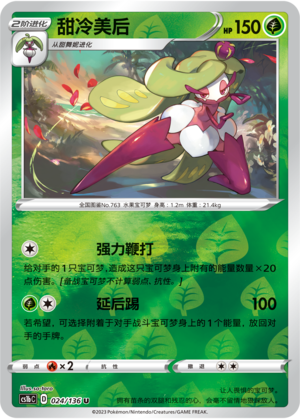 2阶进化
甜冷美后
HP 150
从甜舞妮进化
全国图鉴No.763 水果宝可梦 身高：1.2m 体重：21.4kg
强力鞭打
给对手的1只宝可梦，造成这只宝可梦身上附有的能量数量×20
点伤害。[备战宝可梦不计算弱点、抗性。]
延后踢 100
若希望，可选择附着于对手战斗宝可梦身上的1个能量，放回对
手的手牌。
弱点 ×2 抗性 撤退
CS1bC D 024/136 U
©2023 Pokémon/Nintendo/Creatures/GAME FREAK.